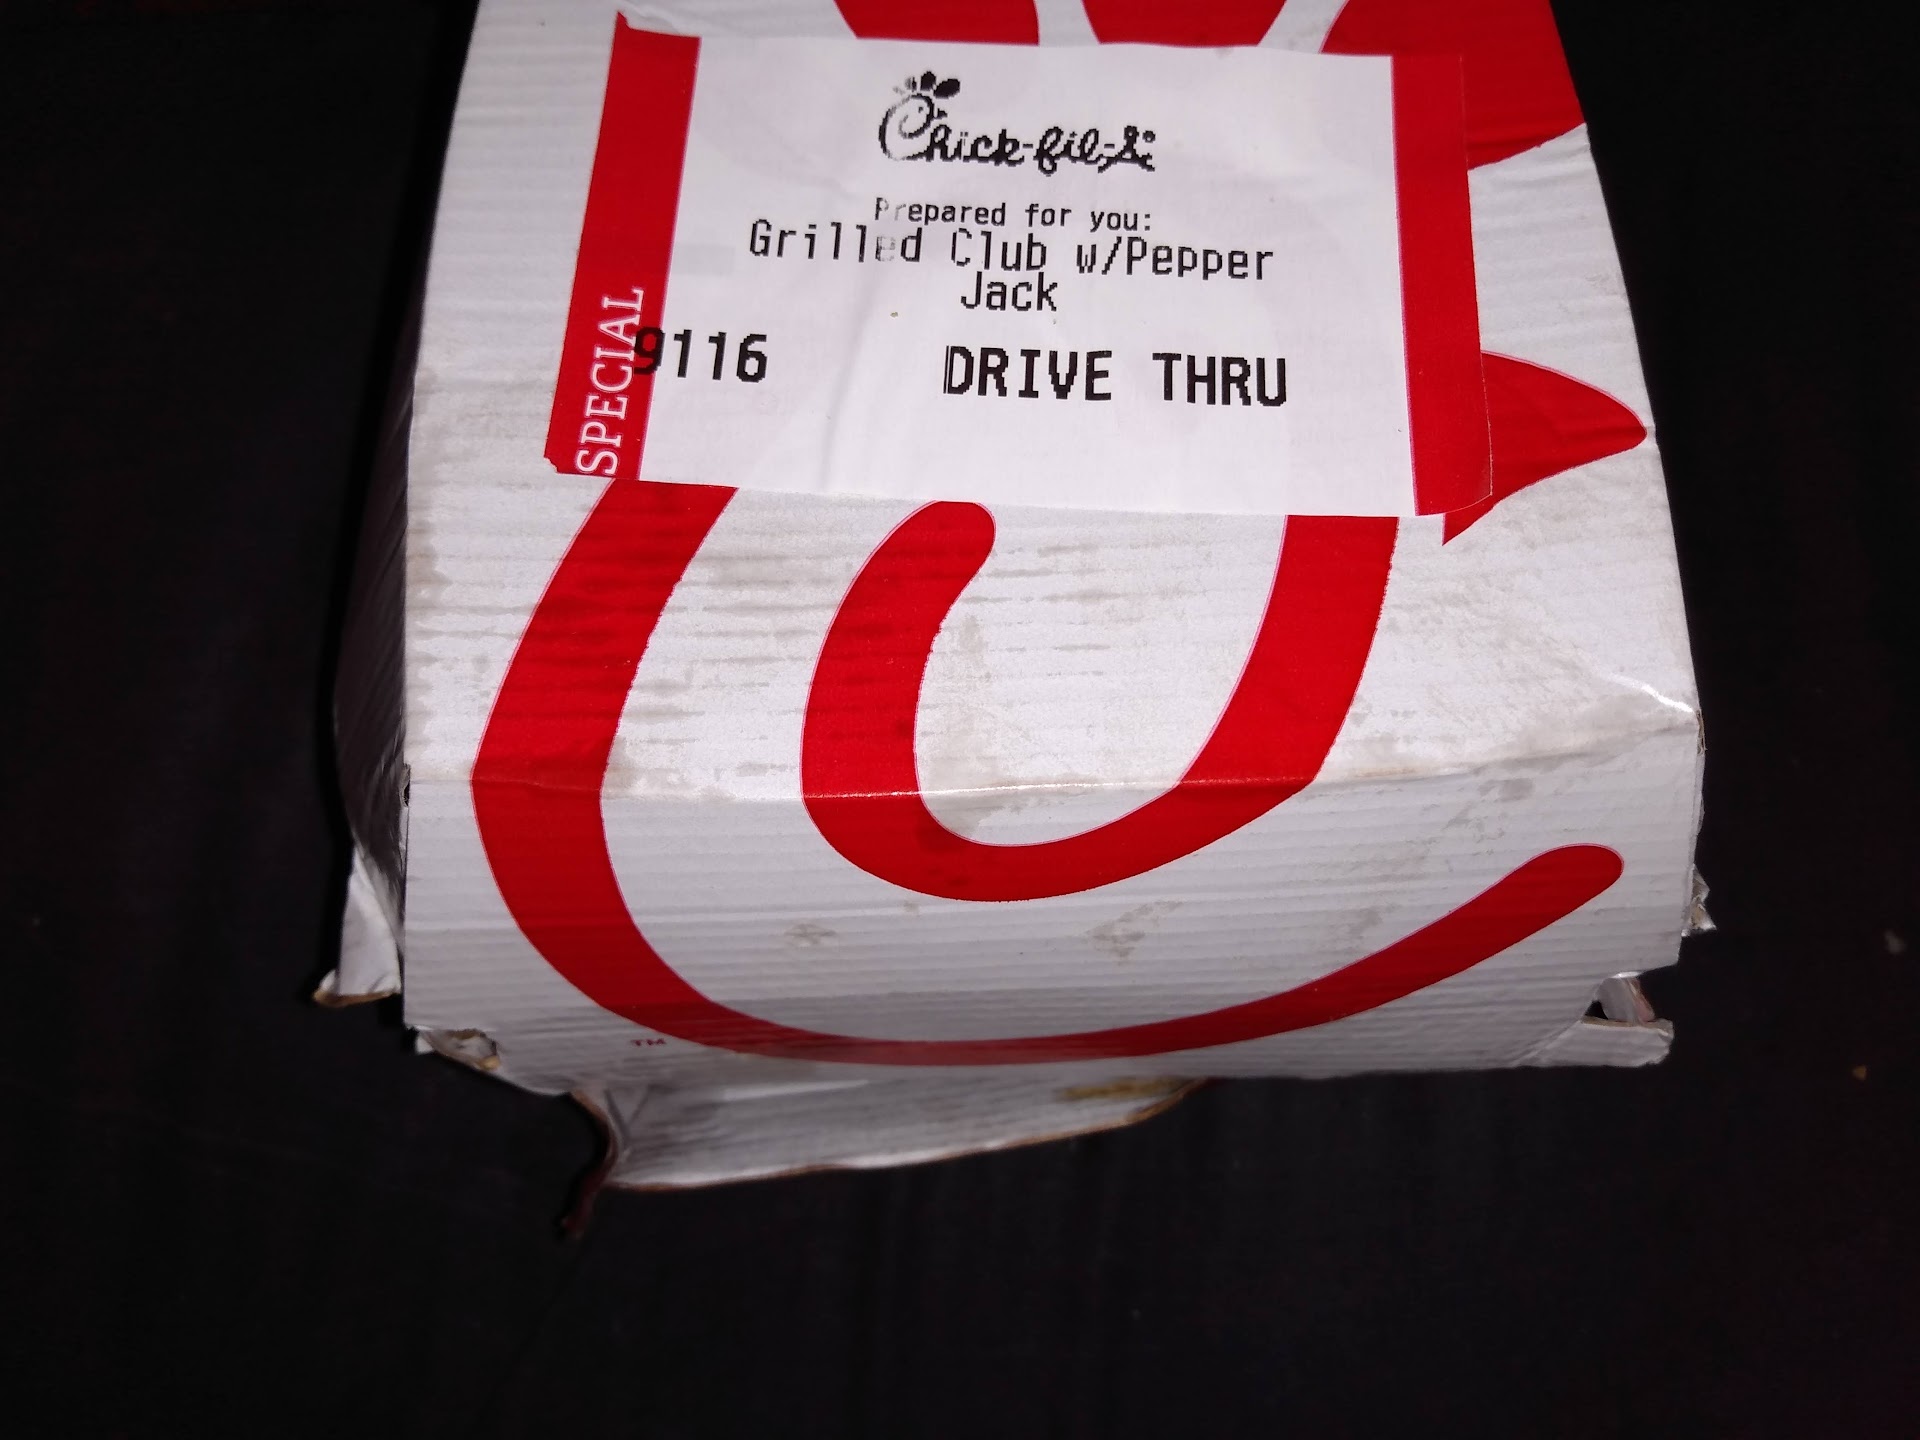 Chick-fil-A
Prepared for you:
Grilled Club w/Pepper
Jack
SPECIAL
9116 DRIVE THRU
TM